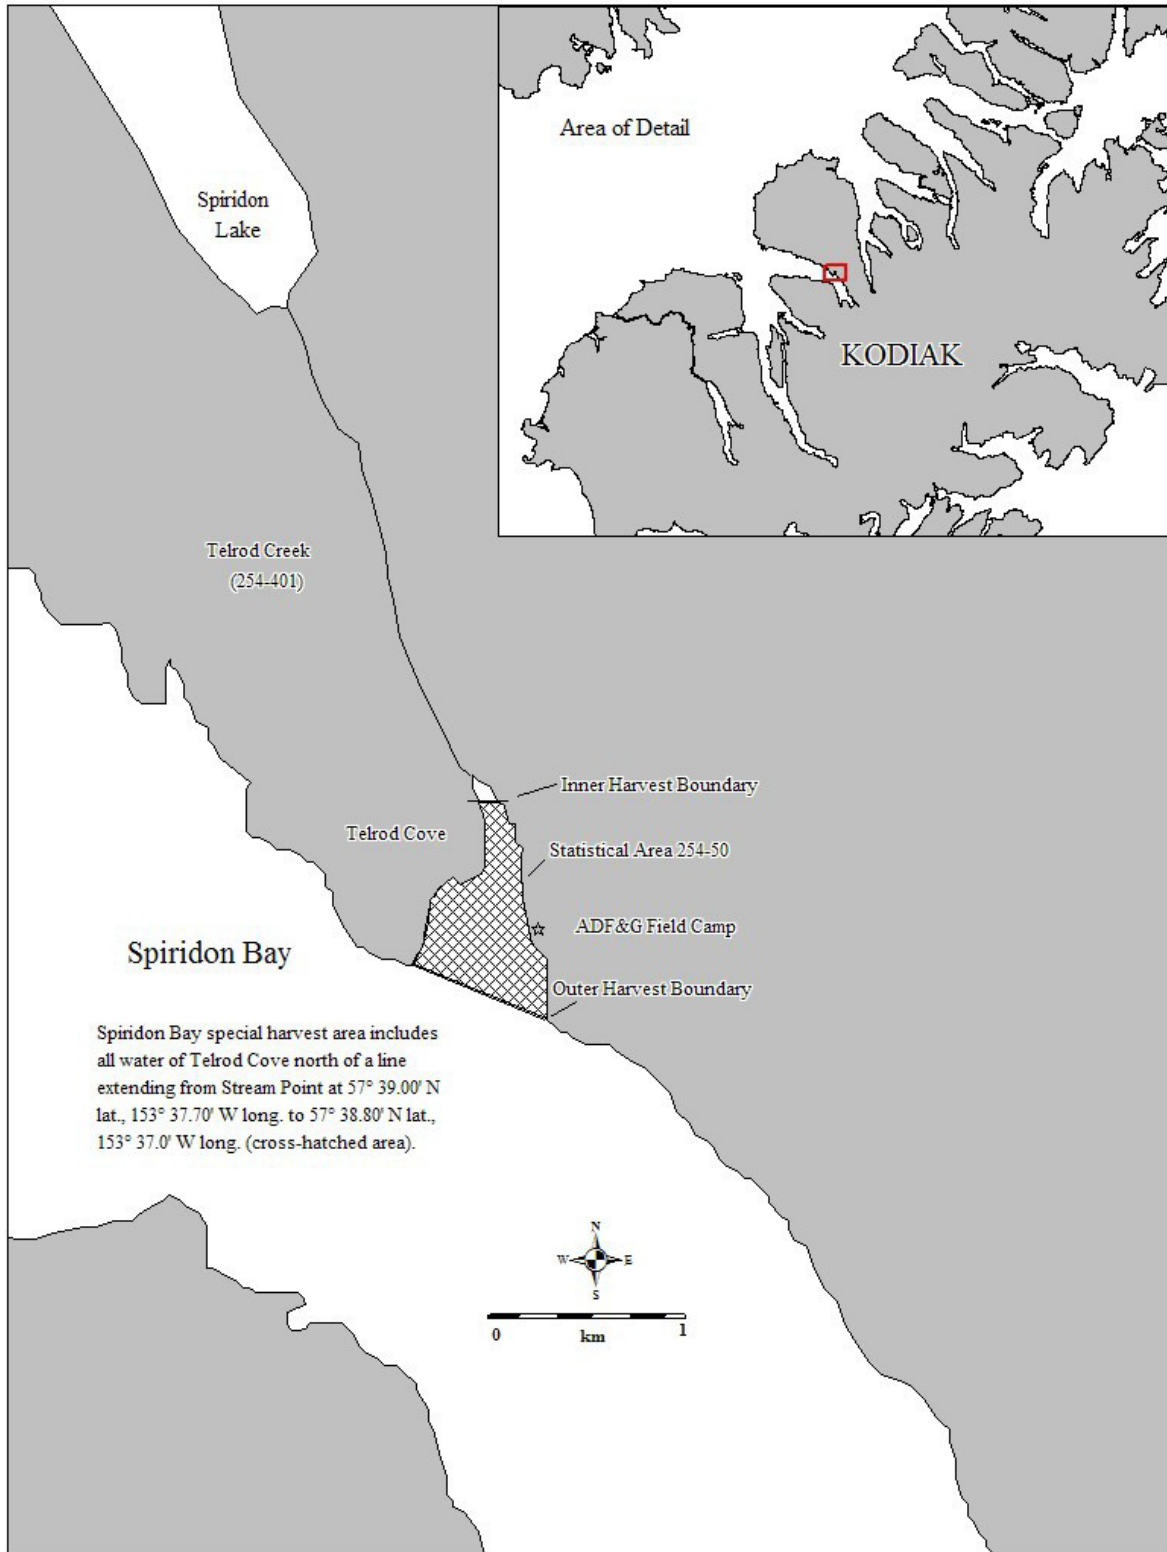 Area of Detail
KODIAK
Spiridon
Lake
Telrod Creek
(254-401)
Inner Harvest Boundary
Telrod Cove
Statistical Area 254-50
ADF&G Field Camp
Spiridon Bay
Outer Harvest Boundary
Spiridon Bay special harvest area includes
all water of Telrod Cove north of a line
extending from Stream Point at 57° 39.00' N
lat., 153° 37.70' W long. to 57° 38.80' N lat.,
153° 37.0' W long. (cross-hatched area).
N
W E
S
0 km 1